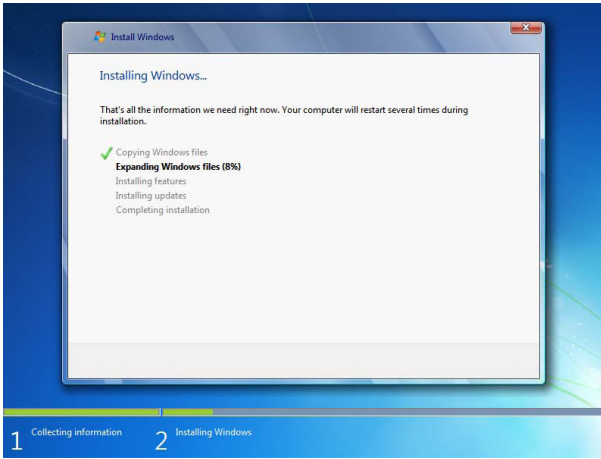 Install Windows
Installing Windows...
That's all the information we need right now. Your computer will restart several times during
installation.
Copying Windows files
Expanding Windows files (8%)
Installing features
Installing updates
Completing installation
1 Collecting information 2 Installing Windows